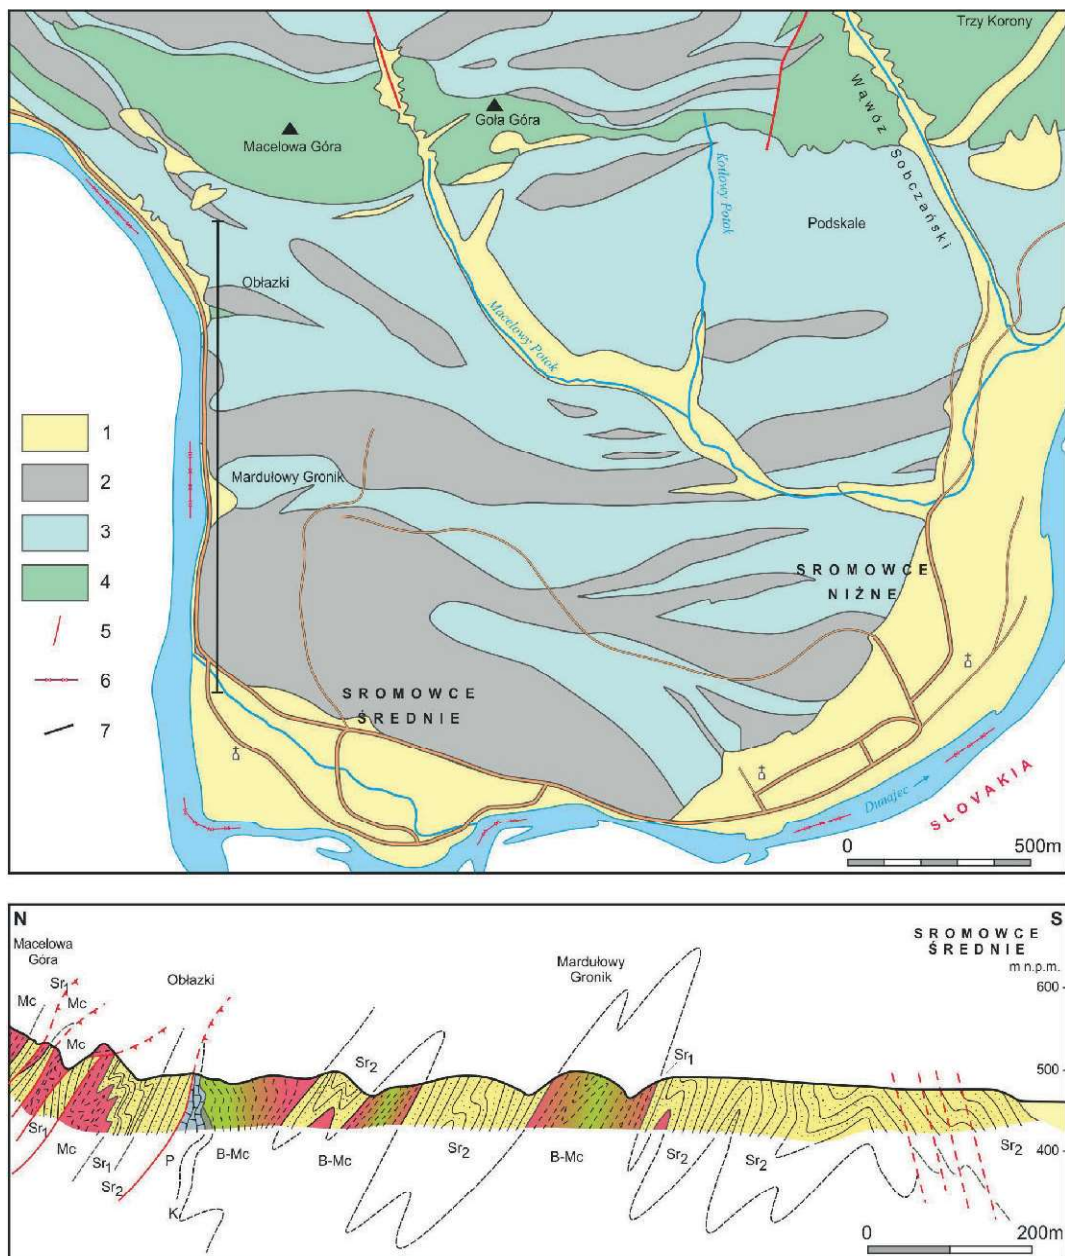 Trzy Korony
Wąwóz Sobczański
Goła Góra
Macelowa Góra
Kotłowy Potok
Podskale
Obłazki
Macelowy Potok
1
2
3
4
5
6
7
Mardułowy Gronik
SROMOWCE
NIŻNE
SROMOWCE
ŚREDNIE
Dunajec
SLOVAKIA
0
500m
N
S
SROMOWCE
ŚREDNIE
m n.p.m.
Macelowa
Góra
Obłazki
Mardułowy
Gronik
600
500
400
Mc
Sr1
Mc
Mc
Sr2
Sr1
Sr1
Mc
Sr1
Sr2
P
K
B-Mc
B-Mc
Sr2
B-Mc
Sr2
Sr2
Sr2
0
200m